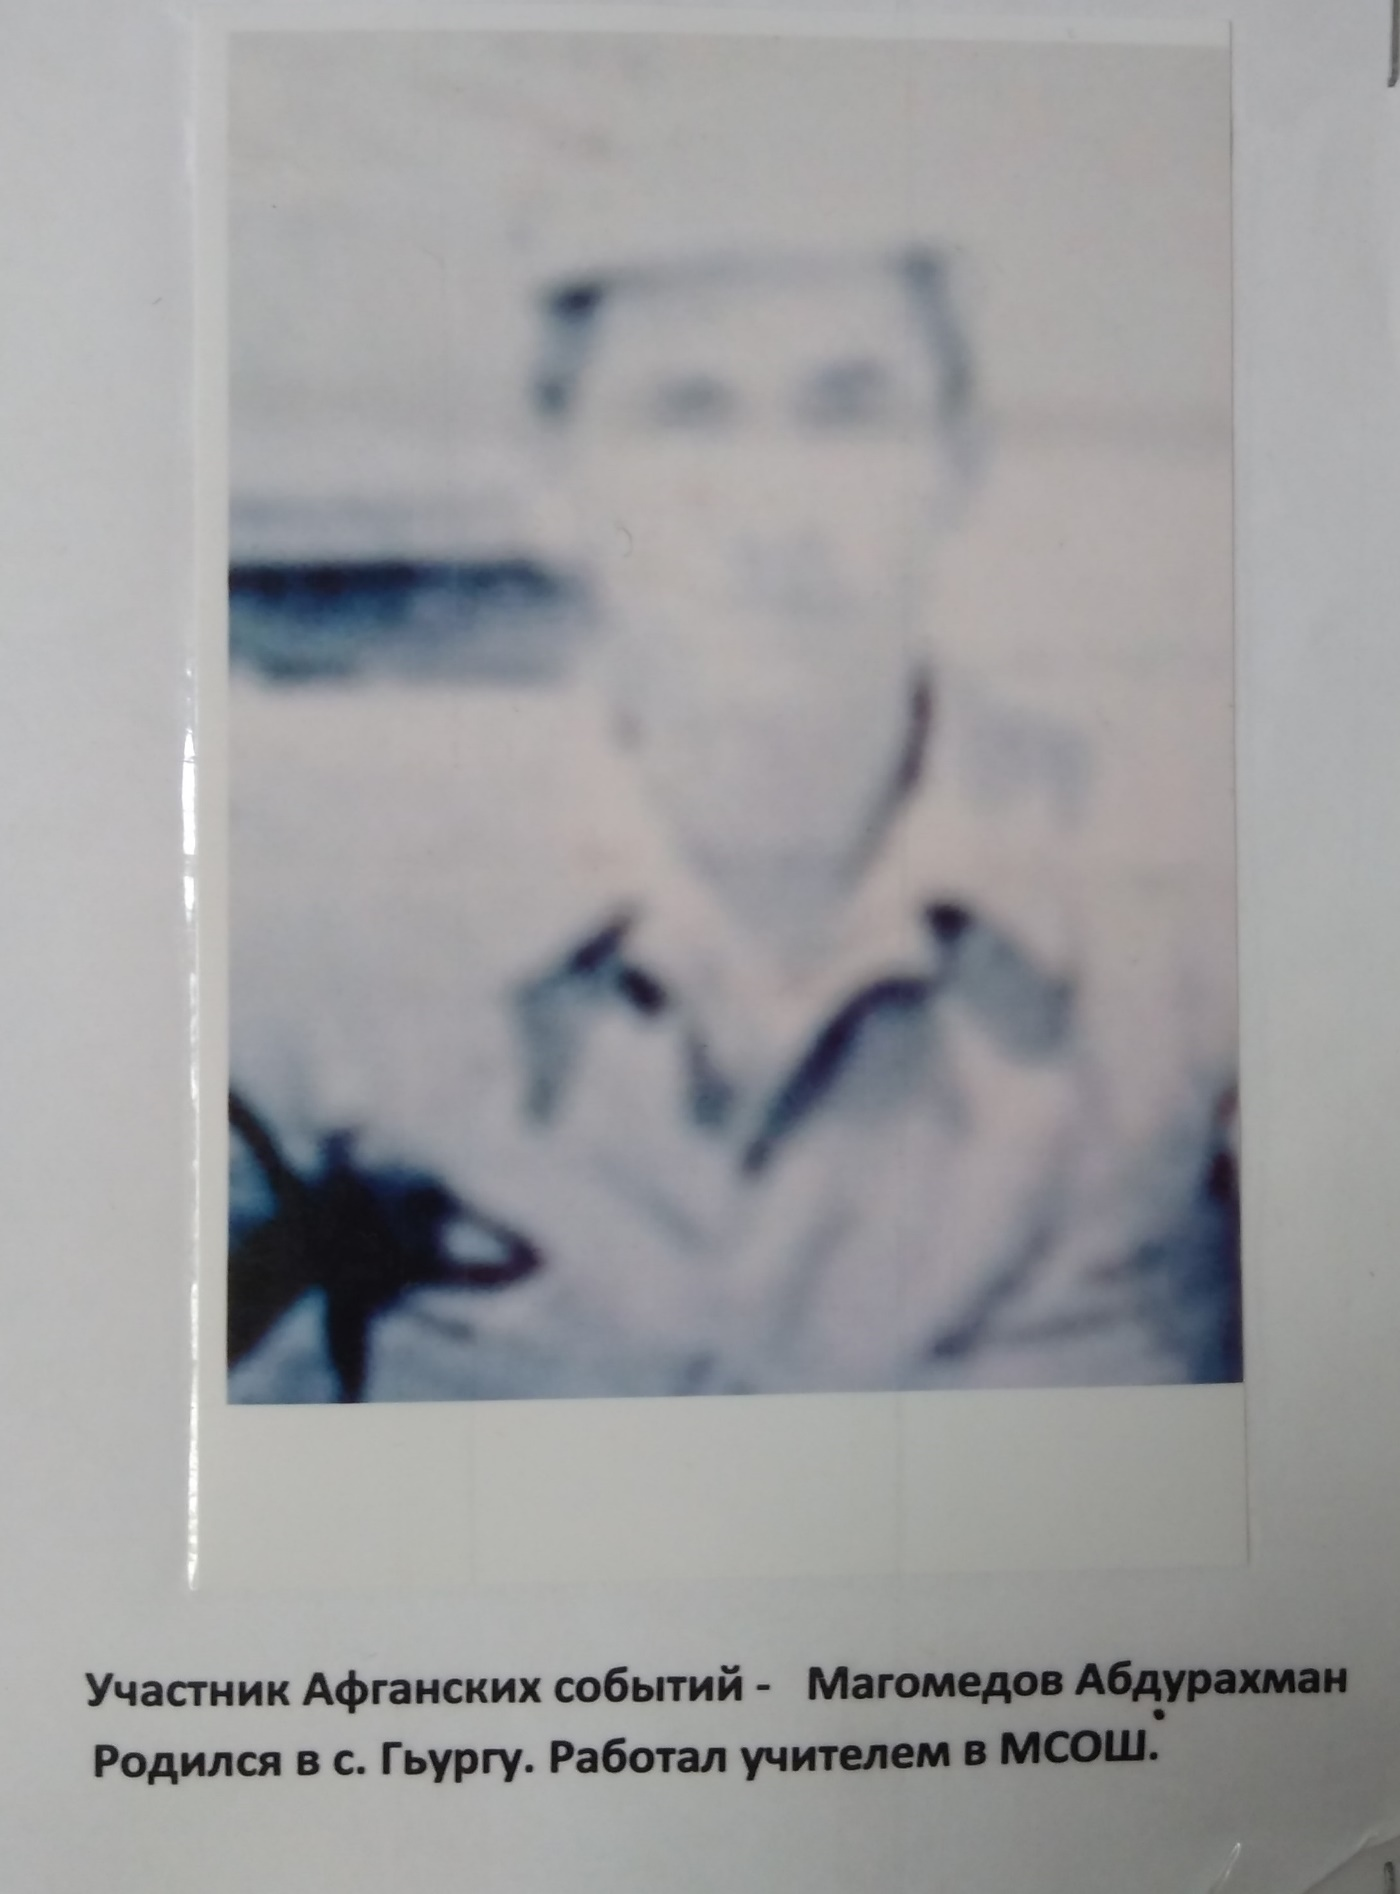 Участник Афганских событий - Магомедов Абдурахман
Родился в с. Гьургу. Работал учителем в МСОШ.